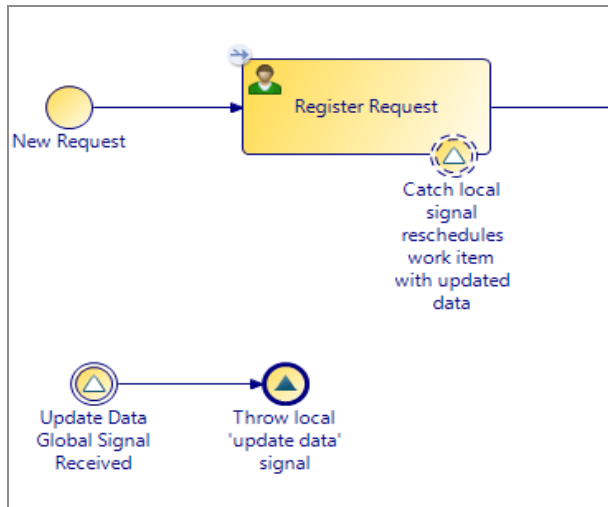 Register Request
New Request
Catch local
signal
reschedules
work item
with updated
data
Update Data
Global Signal
Received
Throw local
'update data'
signal